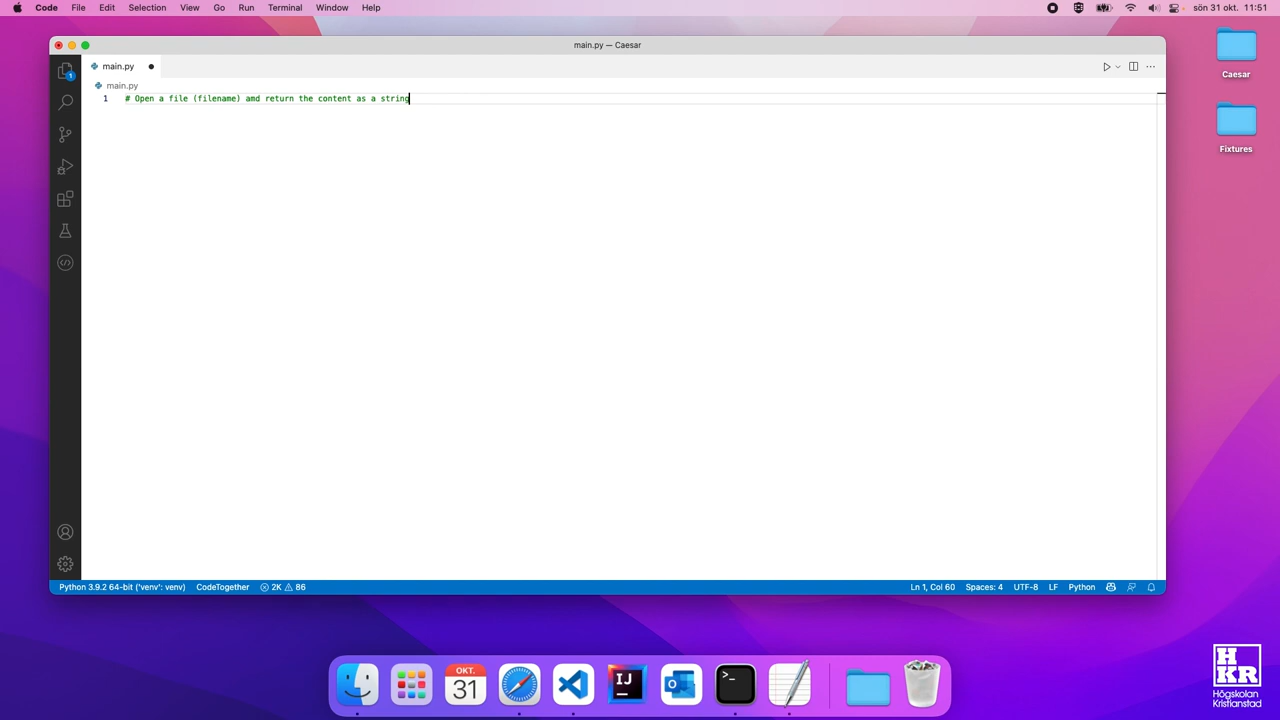 Code File Edit Selection View Go Run Terminal Window Help sön 31 okt. 11:51
main.py — Caesar
main.py
main.py
1 # Open a file (filename) amd return the content as a string
Caesar
Fixtures
1
Python 3.9.2 64-bit ('venv': venv) CodeTogether 2K 86 Ln 1, Col 60 Spaces: 4 UTF-8 LF Python
OKT.
31
IJ
>_
HKR
Högskolan
Kristianstad